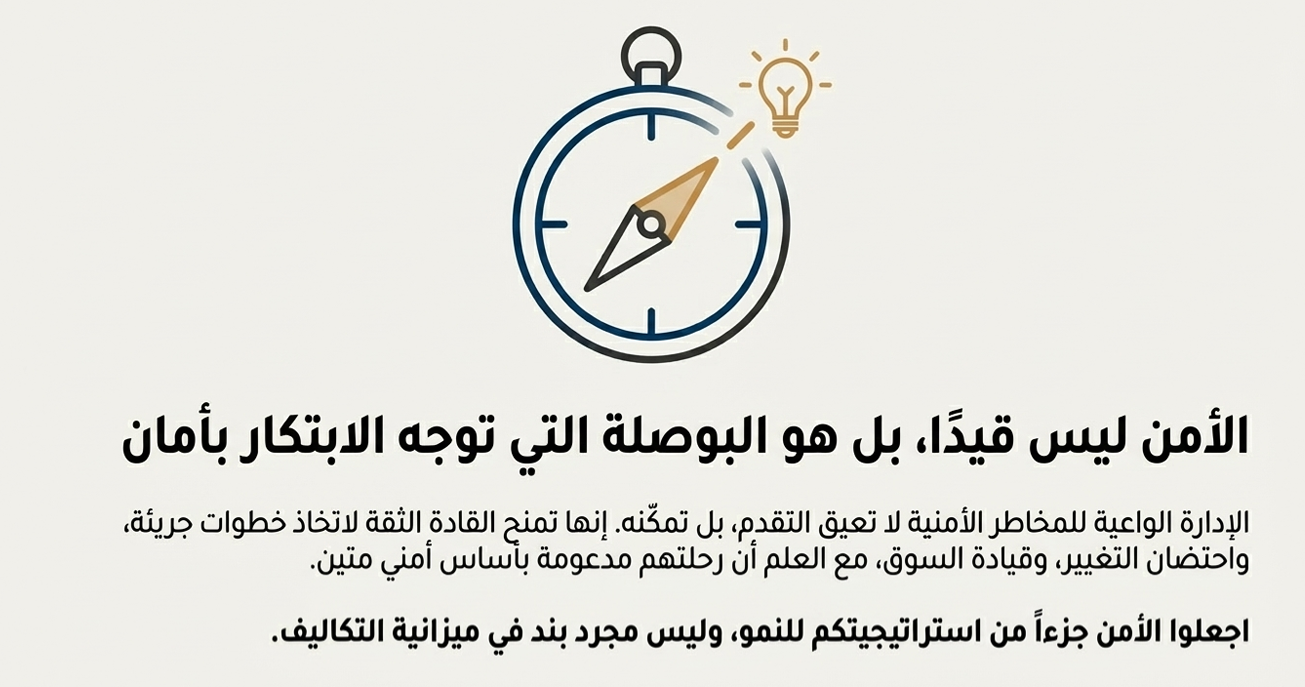 الأمن ليس قيدًا، بل هو البوصلة التي توجه الابتكار بأمان
الإدارة الواعية للمخاطر الأمنية لا تعيق التقدم، بل تمكّنه. إنها تمنح القادة الثقة لاتخاذ خطوات جريئة،
واحتضان التغيير، وقيادة السوق، مع العلم أن رحلتهم مدعومة بأساس أمني متين.
اجعلوا الأمن جزءاً من استراتيجيتكم للنمو، وليس مجرد بند في ميزانية التكاليف.